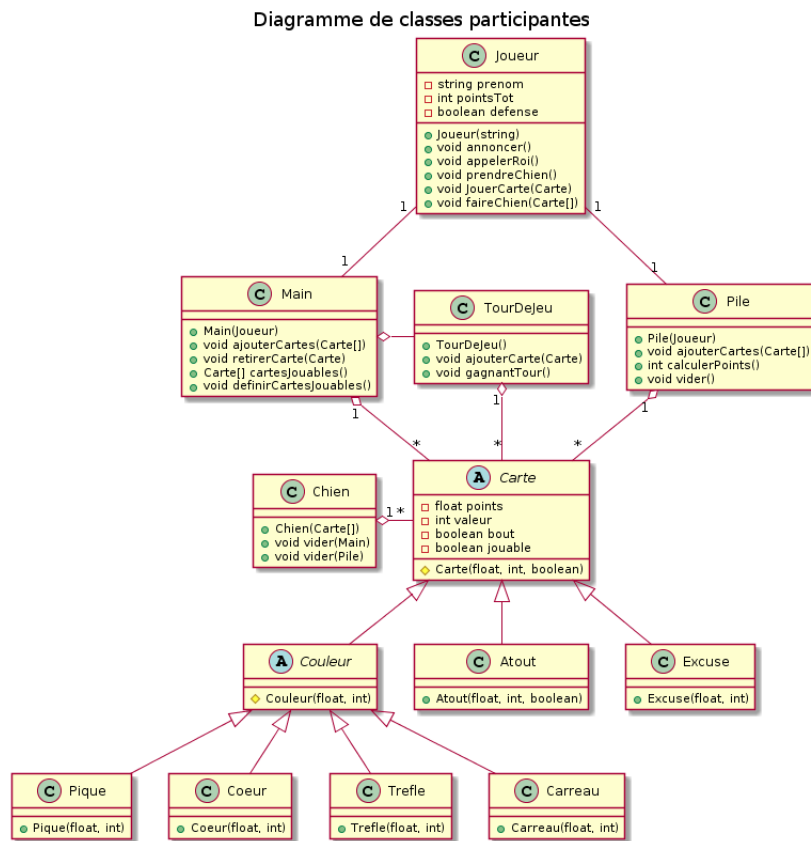 Diagramme de classes participantes
C Joueur
string prenom
int pointsTot
boolean defense
Joueur(string)
void annoncer()
void appelerRoi()
void prendreChien()
void JouerCarte(Carte)
void faireChien(Carte[])
1
1
1
1
C Main
Main(Joueur)
void ajouterCartes(Carte[])
void retirerCarte(Carte)
Carte[] cartesJouables()
void definirCartesJouables()
C TourDeJeu
TourDeJeu()
void ajouterCarte(Carte)
void gagnantTour()
C Pile
Pile(Joueur)
void ajouterCartes(Carte[])
int calculerPoints()
void vider()
1
1
1
*
*
*
C Chien
Chien(Carte[])
void vider(Main)
void vider(Pile)
1 *
A Carte
float points
int valeur
boolean bout
boolean jouable
Carte(float, int, boolean)
A Couleur
Couleur(float, int)
C Atout
Atout(float, int, boolean)
C Excuse
Excuse(float, int)
C Pique
Pique(float, int)
C Coeur
Coeur(float, int)
C Trefle
Trefle(float, int)
C Carreau
Carreau(float, int)